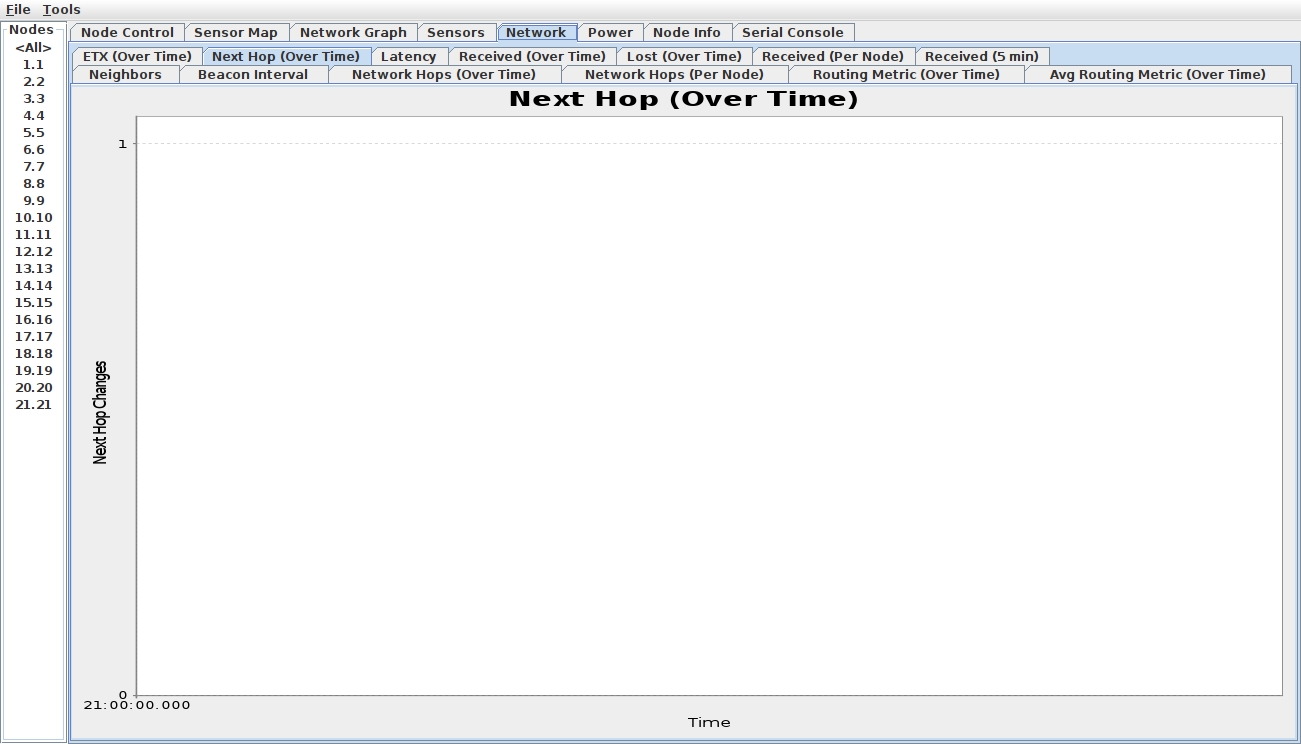 File Tools
Nodes
<All>
1.1
2.2
3.3
4.4
5.5
6.6
7.7
8.8
9.9
10.10
11.11
12.12
13.13
14.14
15.15
16.16
17.17
18.18
19.19
20.20
21.21
Node Control Sensor Map Network Graph Sensors Network Power Node Info Serial Console
ETX (Over Time) Next Hop (Over Time) Latency Received (Over Time) Lost (Over Time) Received (Per Node) Received (5 min)
Neighbors Beacon Interval Network Hops (Over Time) Network Hops (Per Node) Routing Metric (Over Time) Avg Routing Metric (Over Time)
Next Hop (Over Time)
1
Next Hop Changes
0
21:00:00.000
Time